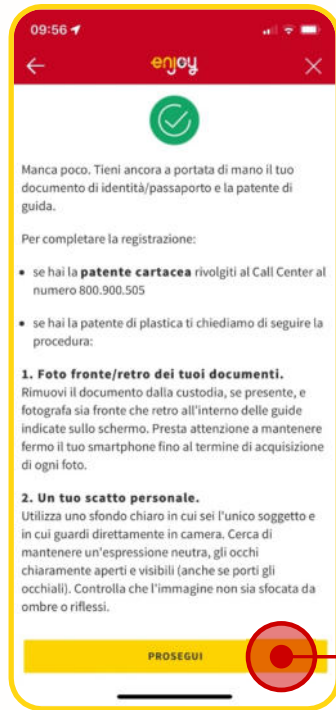 09:56
enjoy
Manca poco. Tieni ancora a portata di mano il tuo
documento di identità/passaporto e la patente di
guida.
Per completare la registrazione:
• se hai la patente cartacea rivolgiti al Call Center al
numero 800.900.505
• se hai la patente di plastica ti chiediamo di seguire la
procedura:
1. Foto fronte/retro dei tuoi documenti.
Rimuovi il documento dalla custodia, se presente, e
fotografa sia fronte che retro all'interno delle guide
indicate sullo schermo. Presta attenzione a mantenere
fermo il tuo smartphone fino al termine di acquisizione
di ogni foto.
2. Un tuo scatto personale.
Utilizza uno sfondo chiaro in cui sei l'unico soggetto e
in cui guardi direttamente in camera. Cerca di
mantenere un'espressione neutra, gli occhi
chiaramente aperti e visibili (anche se porti gli
occhiali). Controlla che l'immagine non sia sfocata da
ombre o riflessi.
PROSEGUI